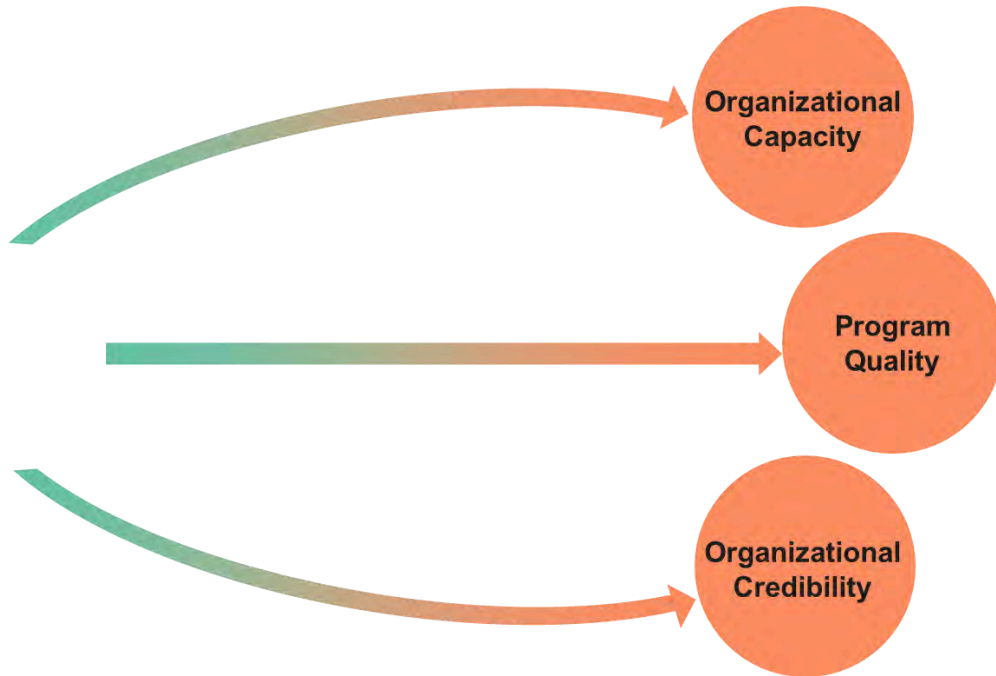 Organizational
Capacity
Program
Quality
Organizational
Credibility